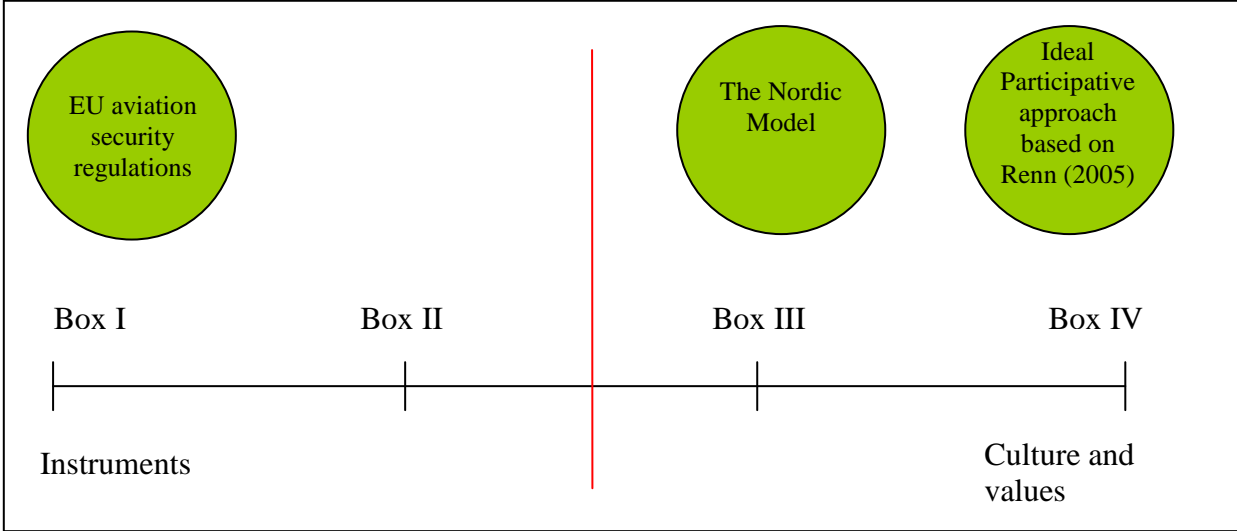 EU aviation
security
regulations
The Nordic
Model
Ideal
Participative
approach
based on
Renn (2005)
Box I
Box II
Box III
Box IV
Instruments
Culture and
values